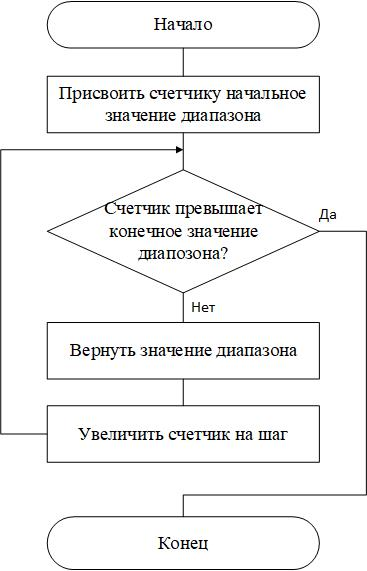 Начало
Присвоить счетчику начальное
значение диапазона
Счетчик превышает
конечное значение
диапозона?
Да
Нет
Вернуть значение диапазона
Увеличить счетчик на шаг
Конец